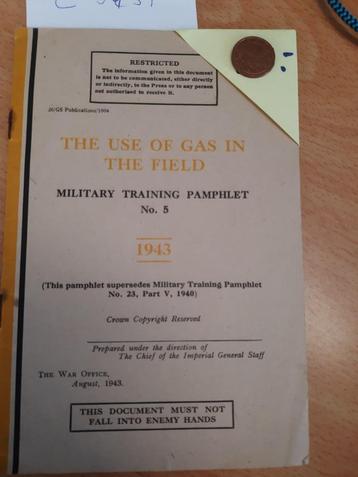 RESTRICTED
The information given in this document
is not to be communicated, either directly
or indirectly, to the Press or to any person
not authorised to receive it.
26/GS Publications/1004
THE USE OF GAS IN
THE FIELD
MILITARY TRAINING PAMPHLET
No. 5
1943
(This pamphlet supersedes Military Training Pamphlet
No. 23, Part V, 1940)
Crown Copyright Reserved
Prepared under the direction of
The Chief of the Imperial General Staff
THE WAR OFFICE,
August, 1943.
THIS DOCUMENT MUST NOT
FALL INTO ENEMY HANDS